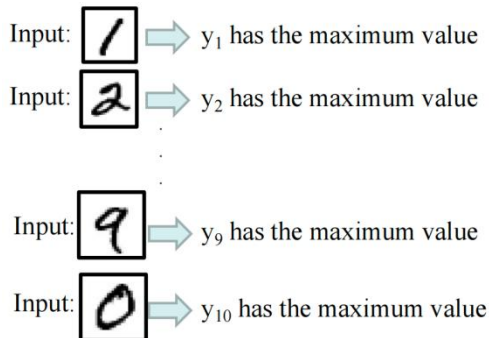 Input: 1 y₁ has the maximum value
Input: 2 y₂ has the maximum value
Input: 9 y₉ has the maximum value
Input: 0 y₁₀ has the maximum value